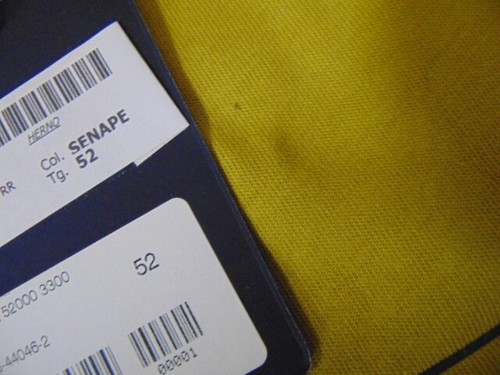 HERNO
RR
Col. SENAPE
Tg. 52
52000 3300
52
-44046-2
00001